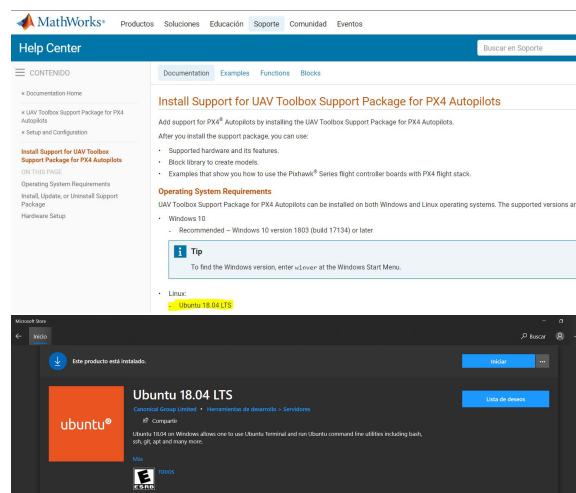 MathWorks®
Productos Soluciones Educación Soporte Comunidad Eventos
Help Center
Buscar en Soporte
CONTENIDO
Documentation Examples Functions Blocks
« Documentation Home
« UAV Toolbox Support Package for PX4
Autopilots
« Setup and Configuration
Install Support for UAV Toolbox
Support Package for PX4 Autopilots
ON THIS PAGE
Operating System Requirements
Install, Update, or Uninstall Support
Package
Hardware Setup
Install Support for UAV Toolbox Support Package for PX4 Autopilots
Add support for PX4® Autopilots by installing the UAV Toolbox Support Package for PX4 Autopilots.
After you install the support package, you can use:
• Supported hardware and its features.
• Block library to create models.
• Examples that show you how to use the Pixhawk® Series flight controller boards with PX4 flight stack.
Operating System Requirements
UAV Toolbox Support Package for PX4 Autopilots can be installed on both Windows and Linux operating systems. The supported versions ar
• Windows 10
- Recommended – Windows 10 version 1803 (build 17134) or later
i Tip
To find the Windows version, enter winver at the Windows Start Menu.
• Linux:
- Ubuntu 18.04 LTS
Microsoft Store
Inicio
Buscar
Este producto está instalado.
Iniciar
ubuntu®
Ubuntu 18.04 LTS
Lista de deseos
Canonical Group Limited • Herramientas de desarrollo > Servidores
Compartir
Ubuntu 18.04 on Windows allows one to use Ubuntu Terminal and run Ubuntu command line utilities including bash,
ssh, git, apt and many more.
Más
E
ESRB
TODOS